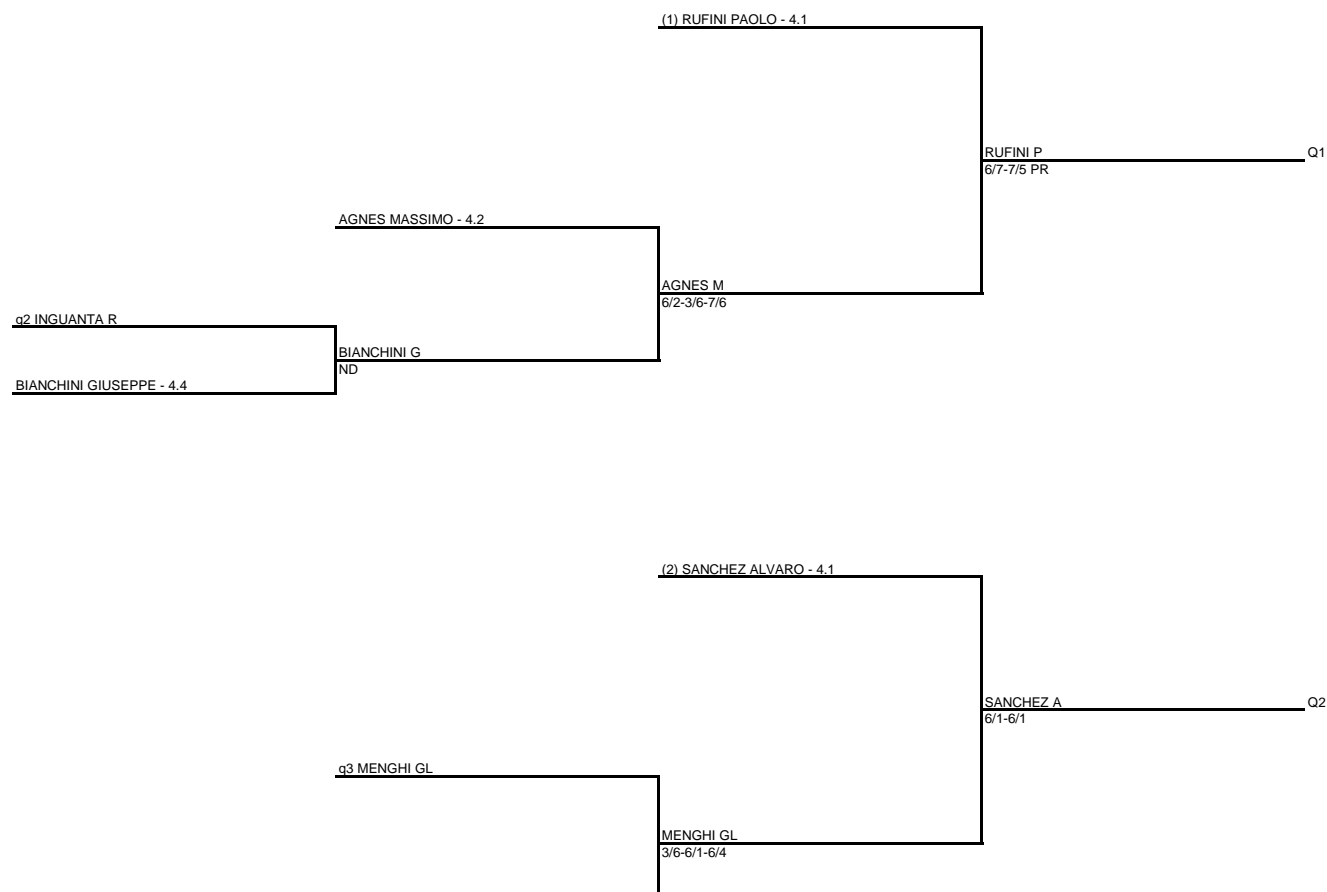 (1) RUFINI PAOLO - 4.1
RUFINI P
Q1
6/7-7/5 PR
AGNES MASSIMO - 4.2
AGNES M
6/2-3/6-7/6
q2 INGUANTA R
BIANCHINI G
ND
BIANCHINI GIUSEPPE - 4.4
(2) SANCHEZ ALVARO - 4.1
SANCHEZ A
Q2
6/1-6/1
q3 MENGHI GL
MENGHI GL
3/6-6/1-6/4